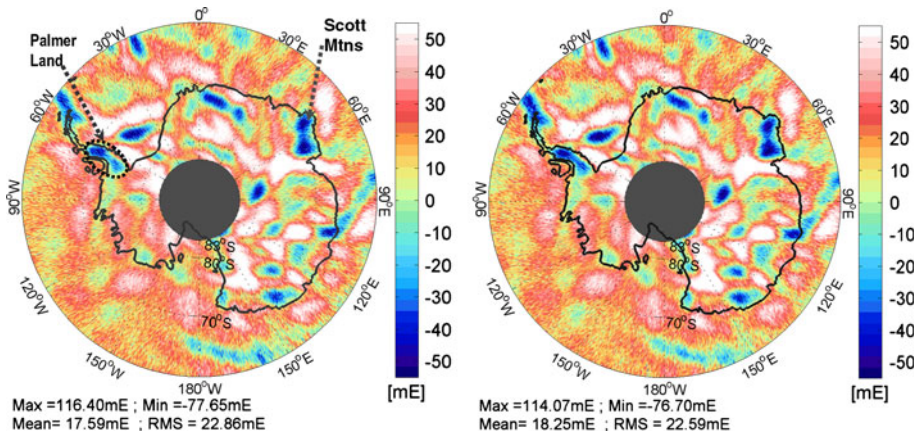 Palmer
Land
Scott
Mtns
0°
30°W
30°E
60°W
60°E
90°W
90°E
120°W
120°E
150°W
150°E
180°W
83°S
80°S
70°S
50
40
30
20
10
0
-10
-20
-30
-40
-50
[mE]
Max =116.40mE ; Min =-77.65mE
Mean= 17.59mE ; RMS = 22.86mE
0°
30°W
30°E
60°W
60°E
90°W
90°E
120°W
120°E
150°W
150°E
180°W
83°S
80°S
70°S
50
40
30
20
10
0
-10
-20
-30
-40
-50
[mE]
Max =114.07mE ; Min =-76.70mE
Mean= 18.25mE ; RMS = 22.59mE